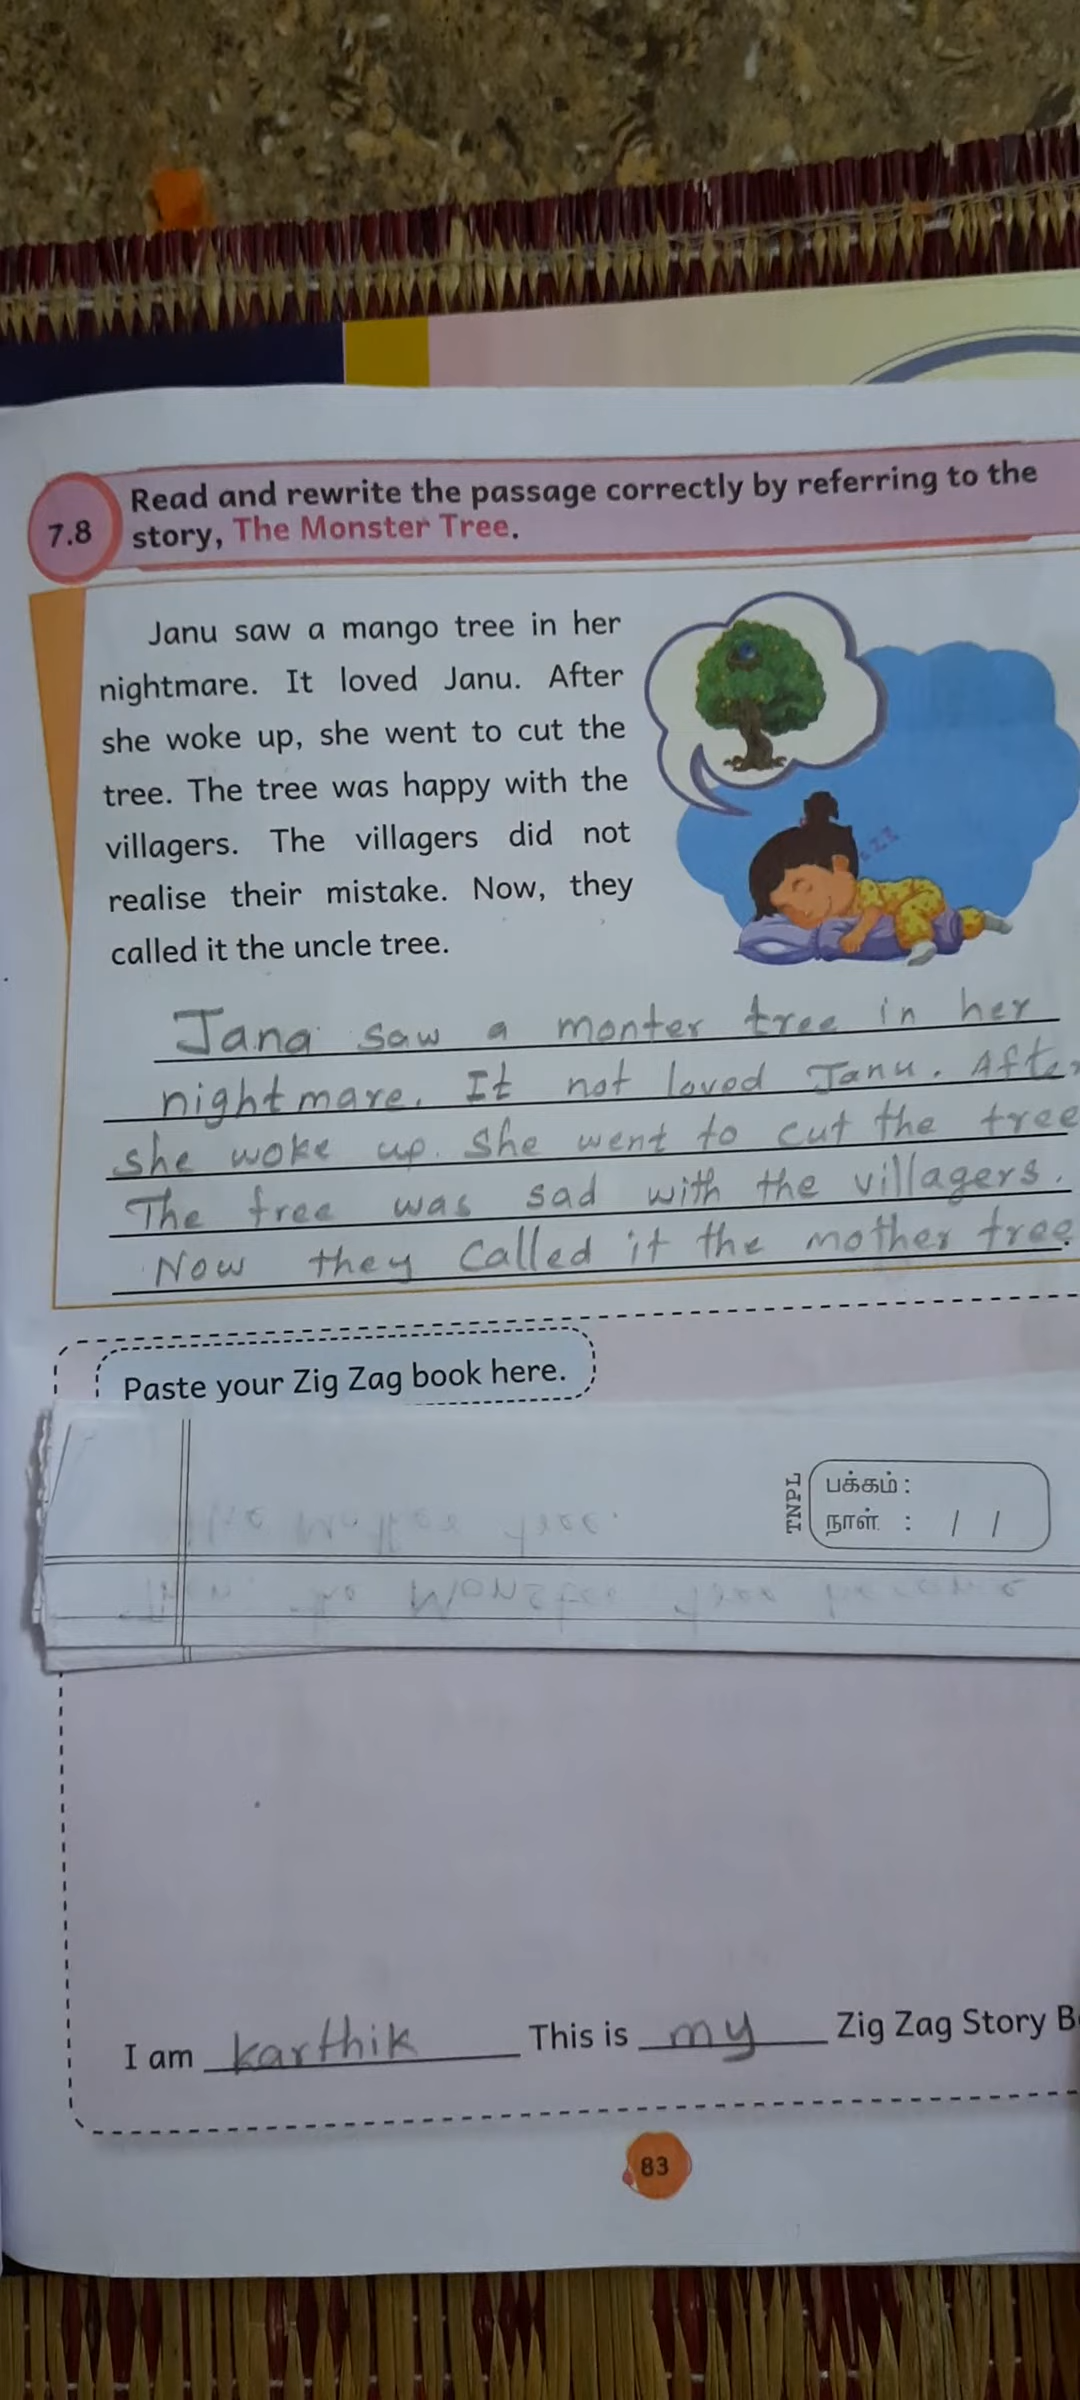 7.8
Read and rewrite the passage correctly by referring to the
story, The Monster Tree.
Janu saw a mango tree in her
nightmare. It loved Janu. After
she woke up, she went to cut the
tree. The tree was happy with the
villagers. The villagers did not
realise their mistake. Now, they
called it the uncle tree.
zzz
Jana saw a monter tree in her
nightmare. It not loved Janu. After
she woke up. She went to cut the tree
The tree was sad with the villagers.
Now they called it the mother tree.
Paste your Zig Zag book here.
TNPL
பக்கம் :
நாள் : / /
I am karthik This is my Zig Zag Story B
83